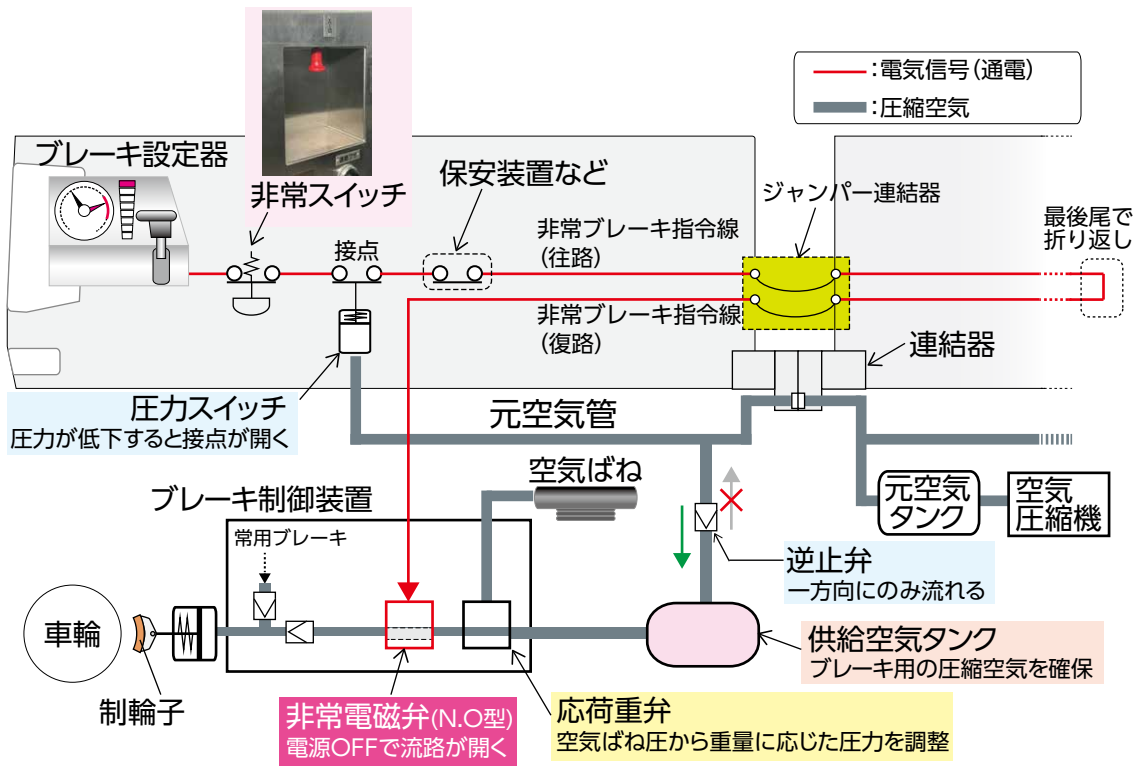 :電気信号(通電)
:圧縮空気
ブレーキ設定器
非常スイッチ
接点
保安装置など
非常ブレーキ指令線
(往路)
非常ブレーキ指令線
(復路)
ジャンパー連結器
最後尾で
折り返し
連結器
圧力スイッチ
圧力が低下すると接点が開く
元空気管
空気ばね
元空気
タンク
空気
圧縮機
ブレーキ制御装置
常用ブレーキ
逆止弁
一方向にのみ流れる
車輪
制輪子
供給空気タンク
ブレーキ用の圧縮空気を確保
非常電磁弁(N.O型)
電源OFFで流路が開く
応荷重弁
空気ばね圧から重量に応じた圧力を調整